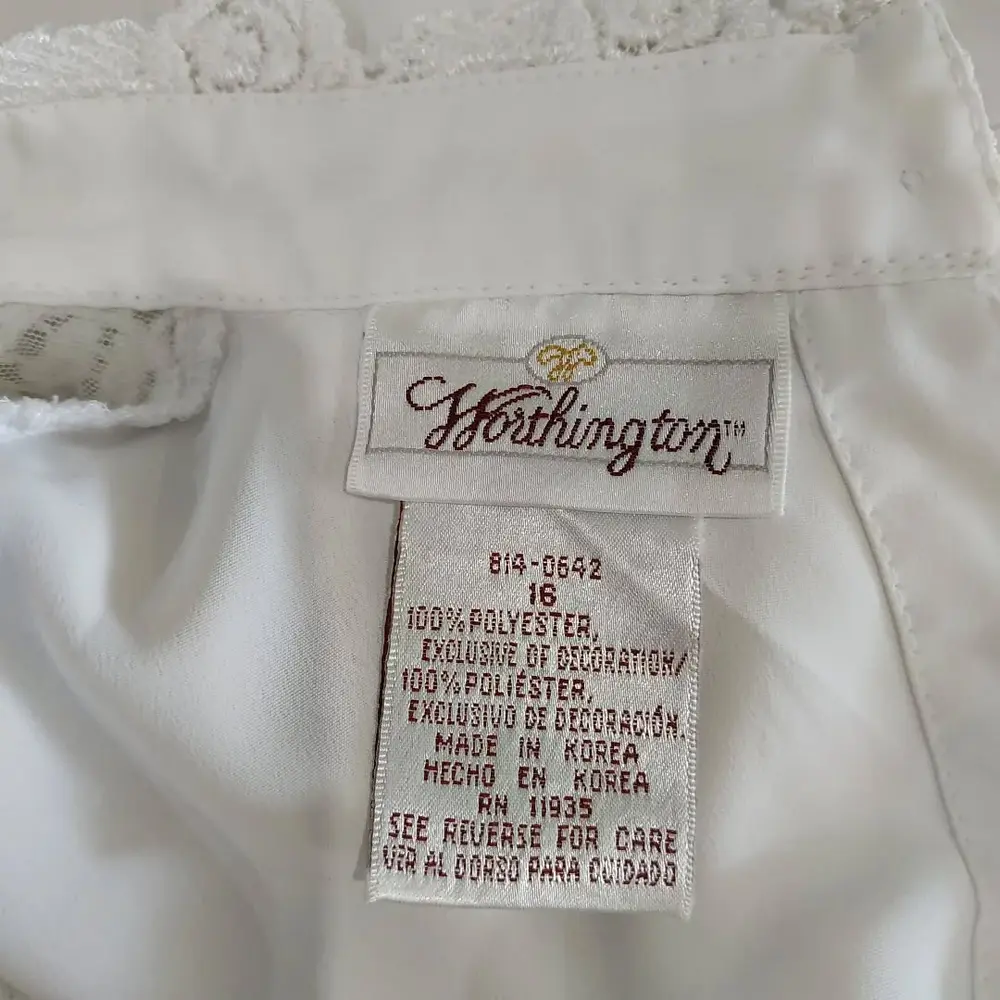 Worthington™
814-0642
16
100% POLYESTER,
EXCLUSIVE OF DECORATION/
100% POLIÉSTER,
EXCLUSIVO DE DECORACIÓN.
MADE IN KOREA
HECHO EN KOREA
RN 11935
SEE REVERSE FOR CARE
VER AL DORSO PARA CUIDADO